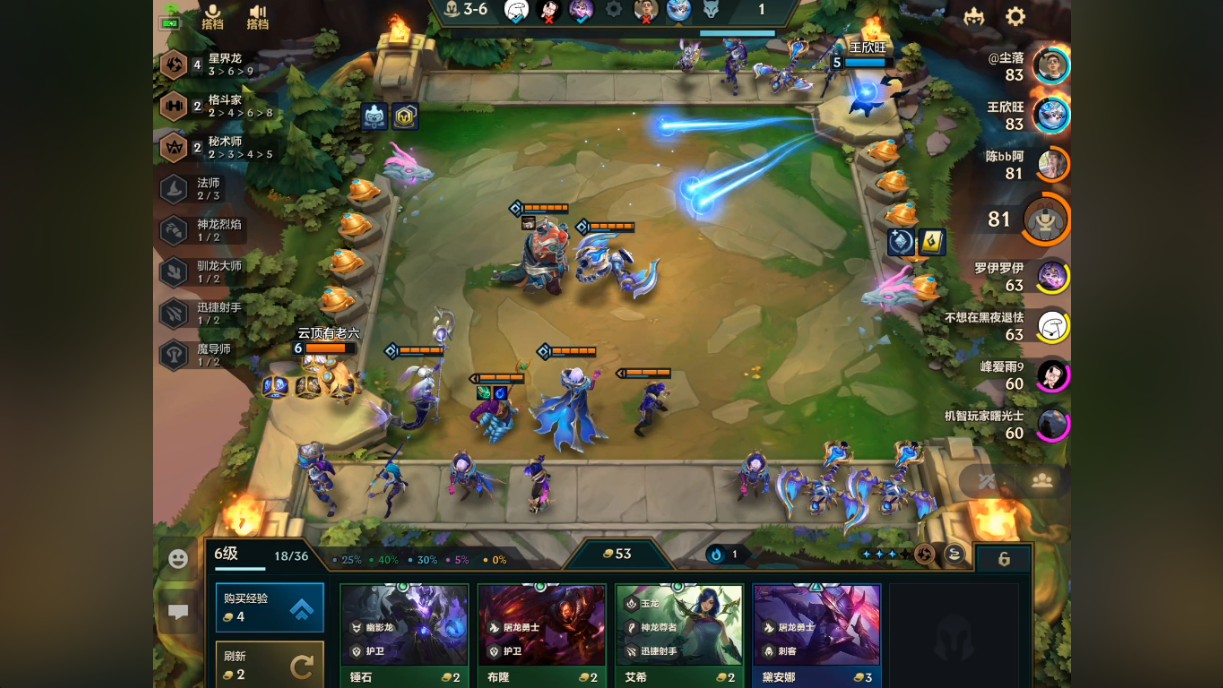 搭档
搭档
3-6
1
王欣旺
5
4 星界龙
3 > 6 > 9
2 格斗家
2 > 4 > 6 > 8
2 秘术师
2 > 3 > 4 > 5
法师
2 / 3
神龙烈焰
1 / 2
驯龙大师
1 / 2
迅捷射手
1 / 2
魔导师
1 / 2
云顶有老六
6
@尘落
83
王欣旺
83
陈bb阿
81
81
罗伊罗伊
63
不想在黑夜退怯
63
峰爱雨9
60
机智玩家曙光士
60
6级
18/36
25% 40% 30% 5% 0%
53
1
购买经验
4
刷新
2
幽影龙
护卫
锤石 2
屠龙勇士
护卫
布隆 2
玉龙
神龙尊者
迅捷射手
艾希 2
屠龙勇士
刺客
黛安娜 3